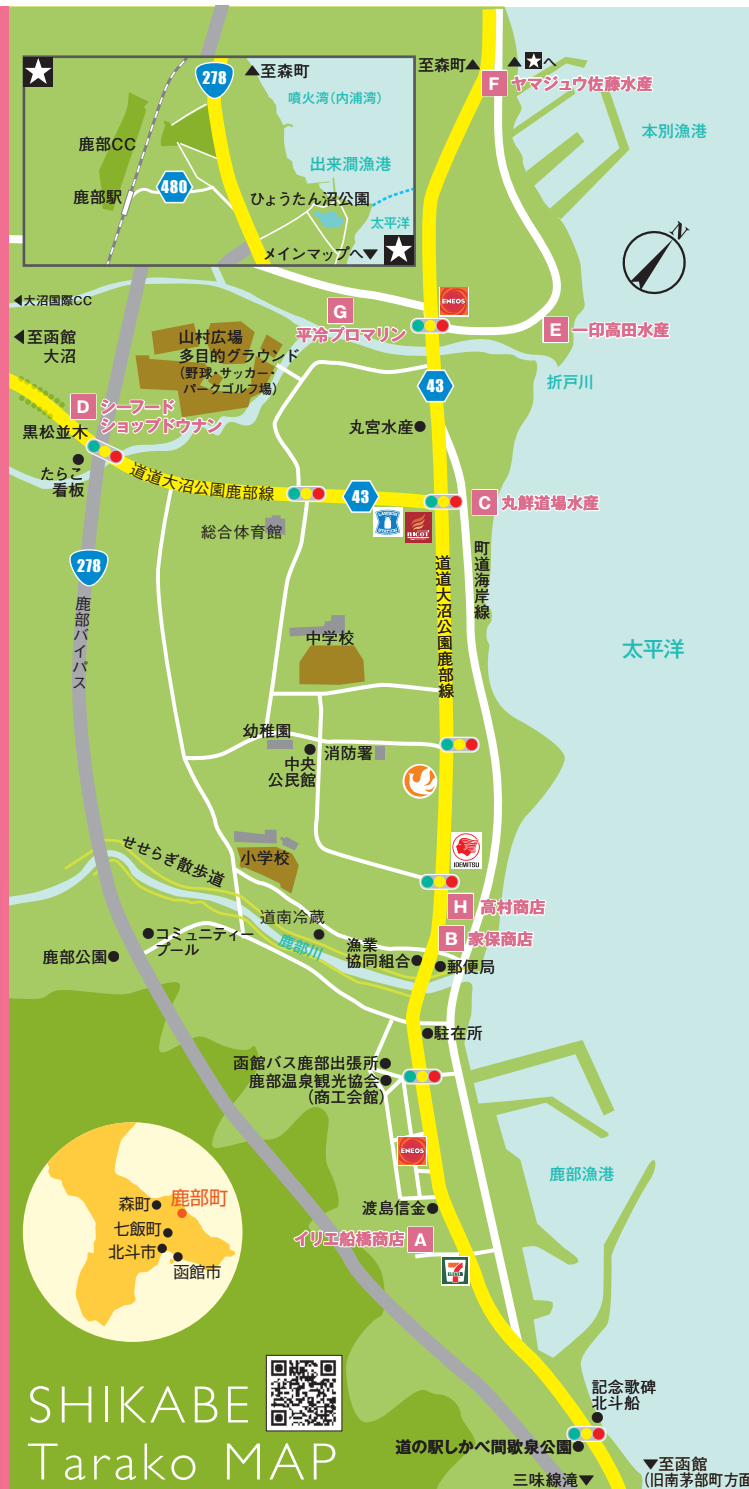 278
▲至森町
噴火湾(内浦湾)
鹿部CC
出来澗漁港
480
鹿部駅
ひょうたん沼公園
太平洋
メインマップへ▼
至森町▲
▲★へ
F ヤマジュウ佐藤水産
本別漁港
N
◀大沼国際CC
◀至函館
大沼
G
平冷プロマリン
ENEOS
E 一印高田水産
山村広場
多目的グラウンド
(野球・サッカー・
パークゴルフ場)
折戸川
43
D シーフード
ショップドウナン
黒松並木
丸宮水産
たらこ
看板
道道大沼公園鹿部線
43
C 丸鮮道場水産
LAWSON
STATION
HICOT
総合体育館
278
鹿部バイパス
道道大沼公園鹿部線
町道海岸線
中学校
太平洋
幼稚園
中央
公民館
消防署
せせらぎ散歩道
小学校
IDEMITSU
H 高村商店
B 家保商店
道南冷蔵
コミュニティー
プール
鹿部川
漁業
協同組合
郵便局
鹿部公園
駐在所
函館バス鹿部出張所
鹿部温泉観光協会
(商工会館)
ENEOS
鹿部漁港
渡島信金
イリエ船橋商店 A
7
ELEVEN
森町
鹿部町
七飯町
北斗市
函館市
SHIKABE
Tarako MAP
記念歌碑
北斗船
道の駅しかべ間歇泉公園
▼至函館
(旧南茅部町方面
三味線滝▼